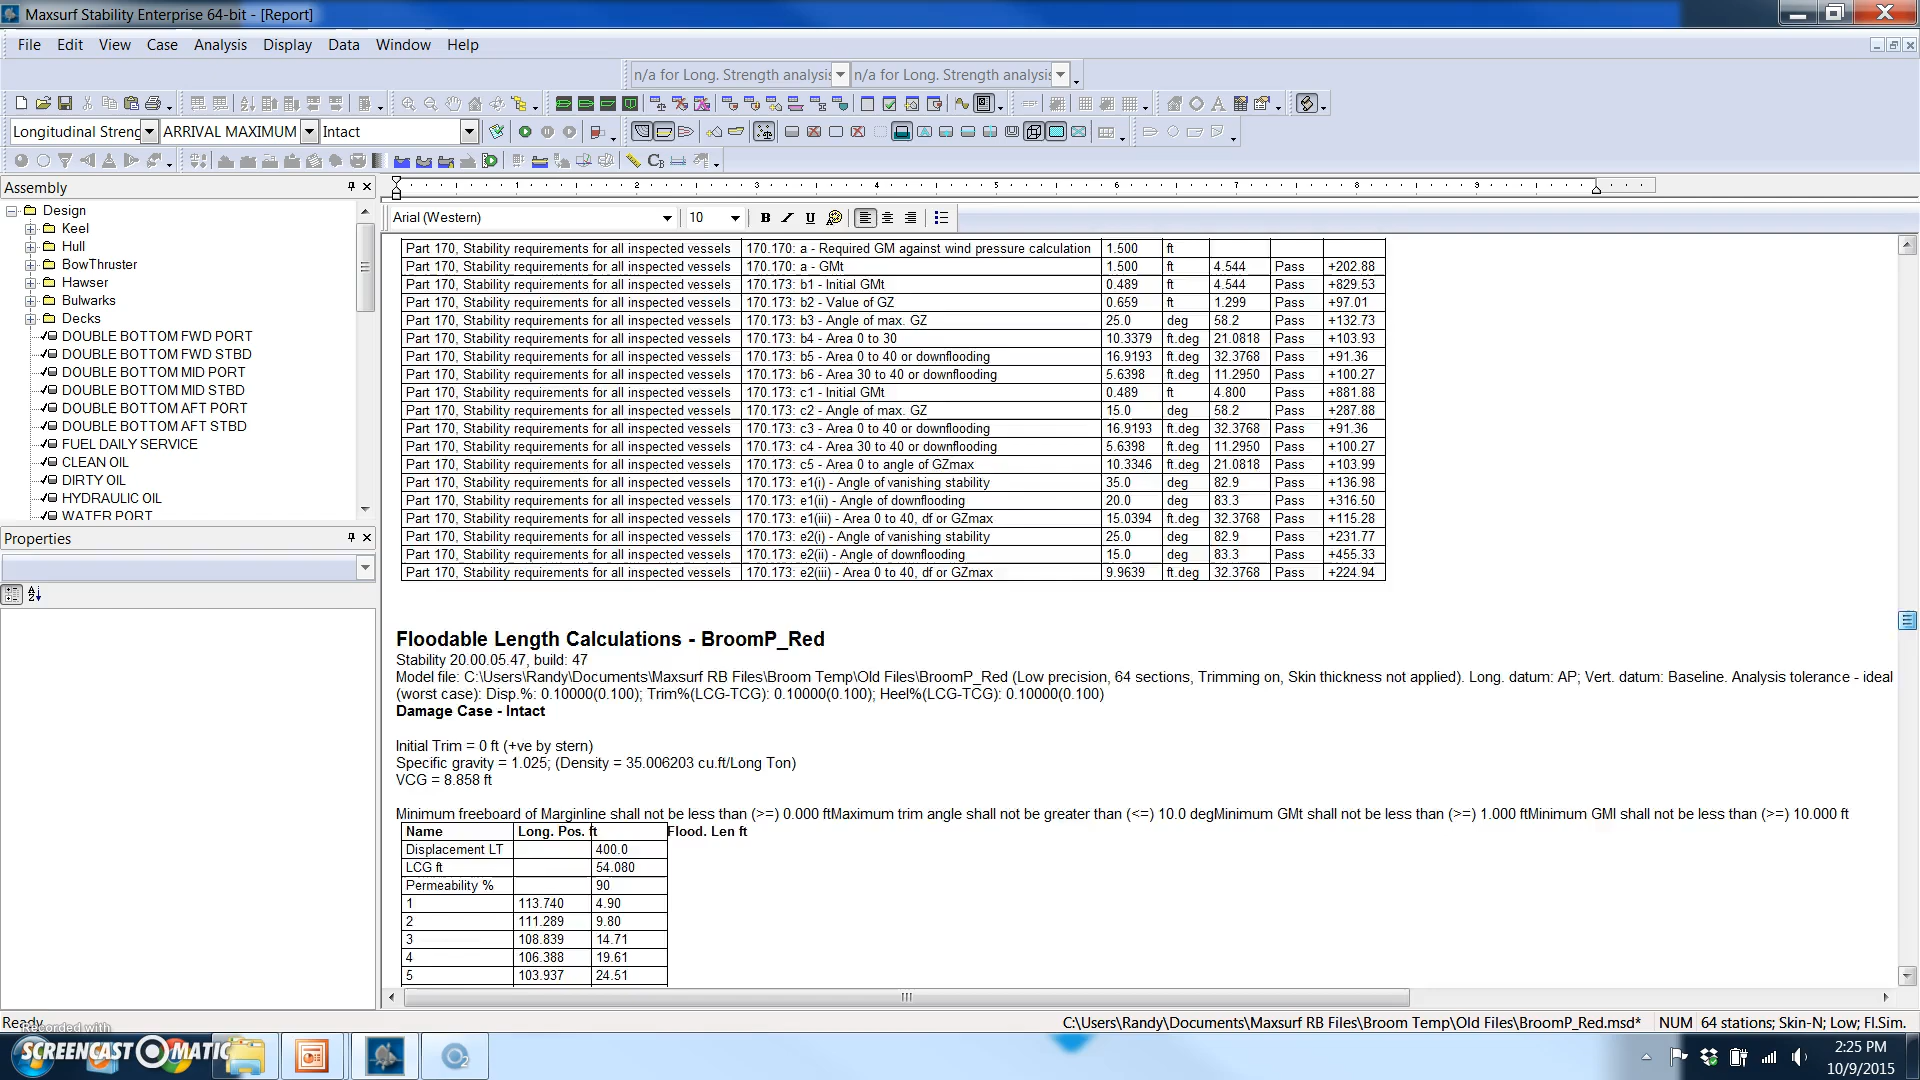 Maxsurf Stability Enterprise 64-bit - [Report]
File Edit View Case Analysis Display Data Window Help
n/a for Long. Strength analysis n/a for Long. Strength analysis
Longitudinal Streng ARRIVAL MAXIMUM Intact
Assembly
Design
Keel
Hull
BowThruster
Hawser
Bulwarks
Decks
DOUBLE BOTTOM FWD PORT
DOUBLE BOTTOM FWD STBD
DOUBLE BOTTOM MID PORT
DOUBLE BOTTOM MID STBD
DOUBLE BOTTOM AFT PORT
DOUBLE BOTTOM AFT STBD
FUEL DAILY SERVICE
CLEAN OIL
DIRTY OIL
HYDRAULIC OIL
WATER PORT
Properties
1 2 3 4 5 6 7 8 9
Arial (Western) 10 B I U
Part 170, Stability requirements for all inspected vessels 170.170: a - Required GM against wind pressure calculation 1.500 ft
Part 170, Stability requirements for all inspected vessels 170.170: a - GMt 1.500 ft 4.544 Pass +202.88
Part 170, Stability requirements for all inspected vessels 170.173: b1 - Initial GMt 0.489 ft 4.544 Pass +829.53
Part 170, Stability requirements for all inspected vessels 170.173: b2 - Value of GZ 0.659 ft 1.299 Pass +97.01
Part 170, Stability requirements for all inspected vessels 170.173: b3 - Angle of max. GZ 25.0 deg 58.2 Pass +132.73
Part 170, Stability requirements for all inspected vessels 170.173: b4 - Area 0 to 30 10.3379 ft.deg 21.0818 Pass +103.93
Part 170, Stability requirements for all inspected vessels 170.173: b5 - Area 0 to 40 or downflooding 16.9193 ft.deg 32.3768 Pass +91.36
Part 170, Stability requirements for all inspected vessels 170.173: b6 - Area 30 to 40 or downflooding 5.6398 ft.deg 11.2950 Pass +100.27
Part 170, Stability requirements for all inspected vessels 170.173: c1 - Initial GMt 0.489 ft 4.800 Pass +881.88
Part 170, Stability requirements for all inspected vessels 170.173: c2 - Angle of max. GZ 15.0 deg 58.2 Pass +287.88
Part 170, Stability requirements for all inspected vessels 170.173: c3 - Area 0 to 40 or downflooding 16.9193 ft.deg 32.3768 Pass +91.36
Part 170, Stability requirements for all inspected vessels 170.173: c4 - Area 30 to 40 or downflooding 5.6398 ft.deg 11.2950 Pass +100.27
Part 170, Stability requirements for all inspected vessels 170.173: c5 - Area 0 to angle of GZmax 10.3346 ft.deg 21.0818 Pass +103.99
Part 170, Stability requirements for all inspected vessels 170.173: e1(i) - Angle of vanishing stability 35.0 deg 82.9 Pass +136.98
Part 170, Stability requirements for all inspected vessels 170.173: e1(ii) - Angle of downflooding 20.0 deg 83.3 Pass +316.50
Part 170, Stability requirements for all inspected vessels 170.173: e1(iii) - Area 0 to 40, df or GZmax 15.0394 ft.deg 32.3768 Pass +115.28
Part 170, Stability requirements for all inspected vessels 170.173: e2(i) - Angle of vanishing stability 25.0 deg 82.9 Pass +231.77
Part 170, Stability requirements for all inspected vessels 170.173: e2(ii) - Angle of downflooding 15.0 deg 83.3 Pass +455.33
Part 170, Stability requirements for all inspected vessels 170.173: e2(iii) - Area 0 to 40, df or GZmax 9.9639 ft.deg 32.3768 Pass +224.94
Floodable Length Calculations - BroomP_Red
Stability 20.00.05.47, build: 47
Model file: C:\Users\Randy\Documents\Maxsurf RB Files\Broom Temp\Old Files\BroomP_Red (Low precision, 64 sections, Trimming on, Skin thickness not applied). Long. datum: AP; Vert. datum: Baseline. Analysis tolerance - ideal
(worst case): Disp.%: 0.10000(0.100); Trim%(LCG-TCG): 0.10000(0.100); Heel%(LCG-TCG): 0.10000(0.100)
Damage Case - Intact
Initial Trim = 0 ft (+ve by stern)
Specific gravity = 1.025; (Density = 35.006203 cu.ft/Long Ton)
VCG = 8.858 ft
Minimum freeboard of Marginline shall not be less than (>=) 0.000 ftMaximum trim angle shall not be greater than (<=) 10.0 degMinimum GMt shall not be less than (>=) 1.000 ftMinimum GMl shall not be less than (>=) 10.000 ft
Name Long. Pos. ft Flood. Len ft
Displacement LT 400.0
LCG ft 54.080
Permeability % 90
1 113.740 4.90
2 111.289 9.80
3 108.839 14.71
4 106.388 19.61
5 103.937 24.51
Ready
C:\Users\Randy\Documents\Maxsurf RB Files\Broom Temp\Old Files\BroomP_Red.msd* NUM 64 stations; Skin-N; Low; Fl.Sim.
Recorded with
SCREENCAST-O-MATIC
2:25 PM
10/9/2015